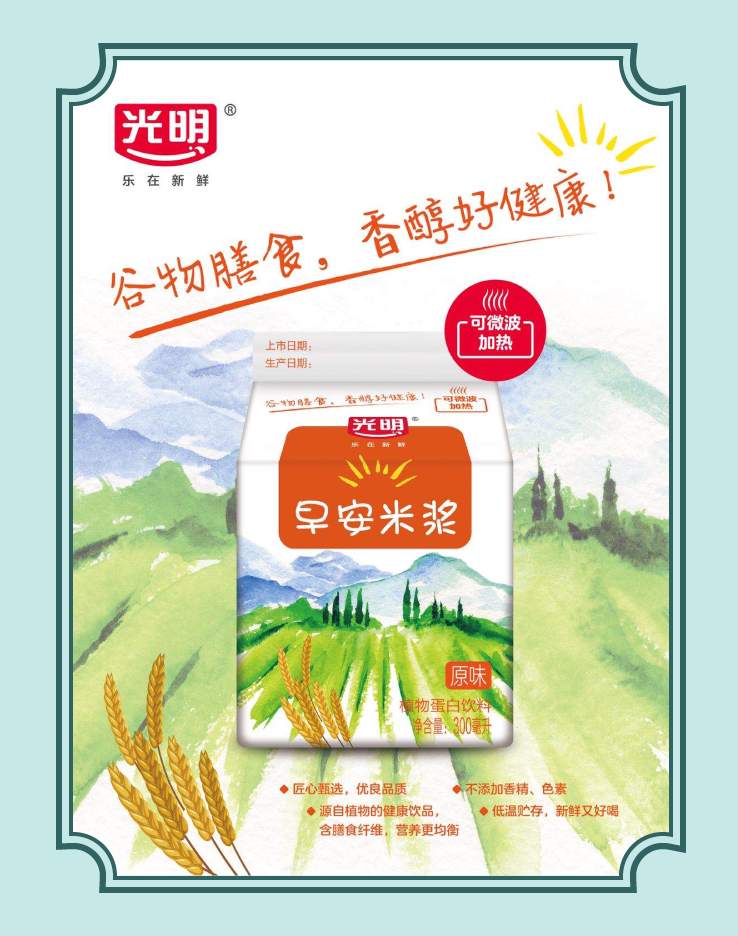 光明®
乐在新鲜
谷物膳食，香醇好健康！
可微波
加热
上市日期：
生产日期：
谷物膳食，香醇好健康！
可微波
加热
光明®
乐在新鲜
早安米浆
原味
植物蛋白饮料
净含量：300毫升
◆ 匠心甄选，优良品质
◆ 不添加香精、色素
◆ 源自植物的健康饮品，
含膳食纤维，营养更均衡
◆ 低温贮存，新鲜又好喝